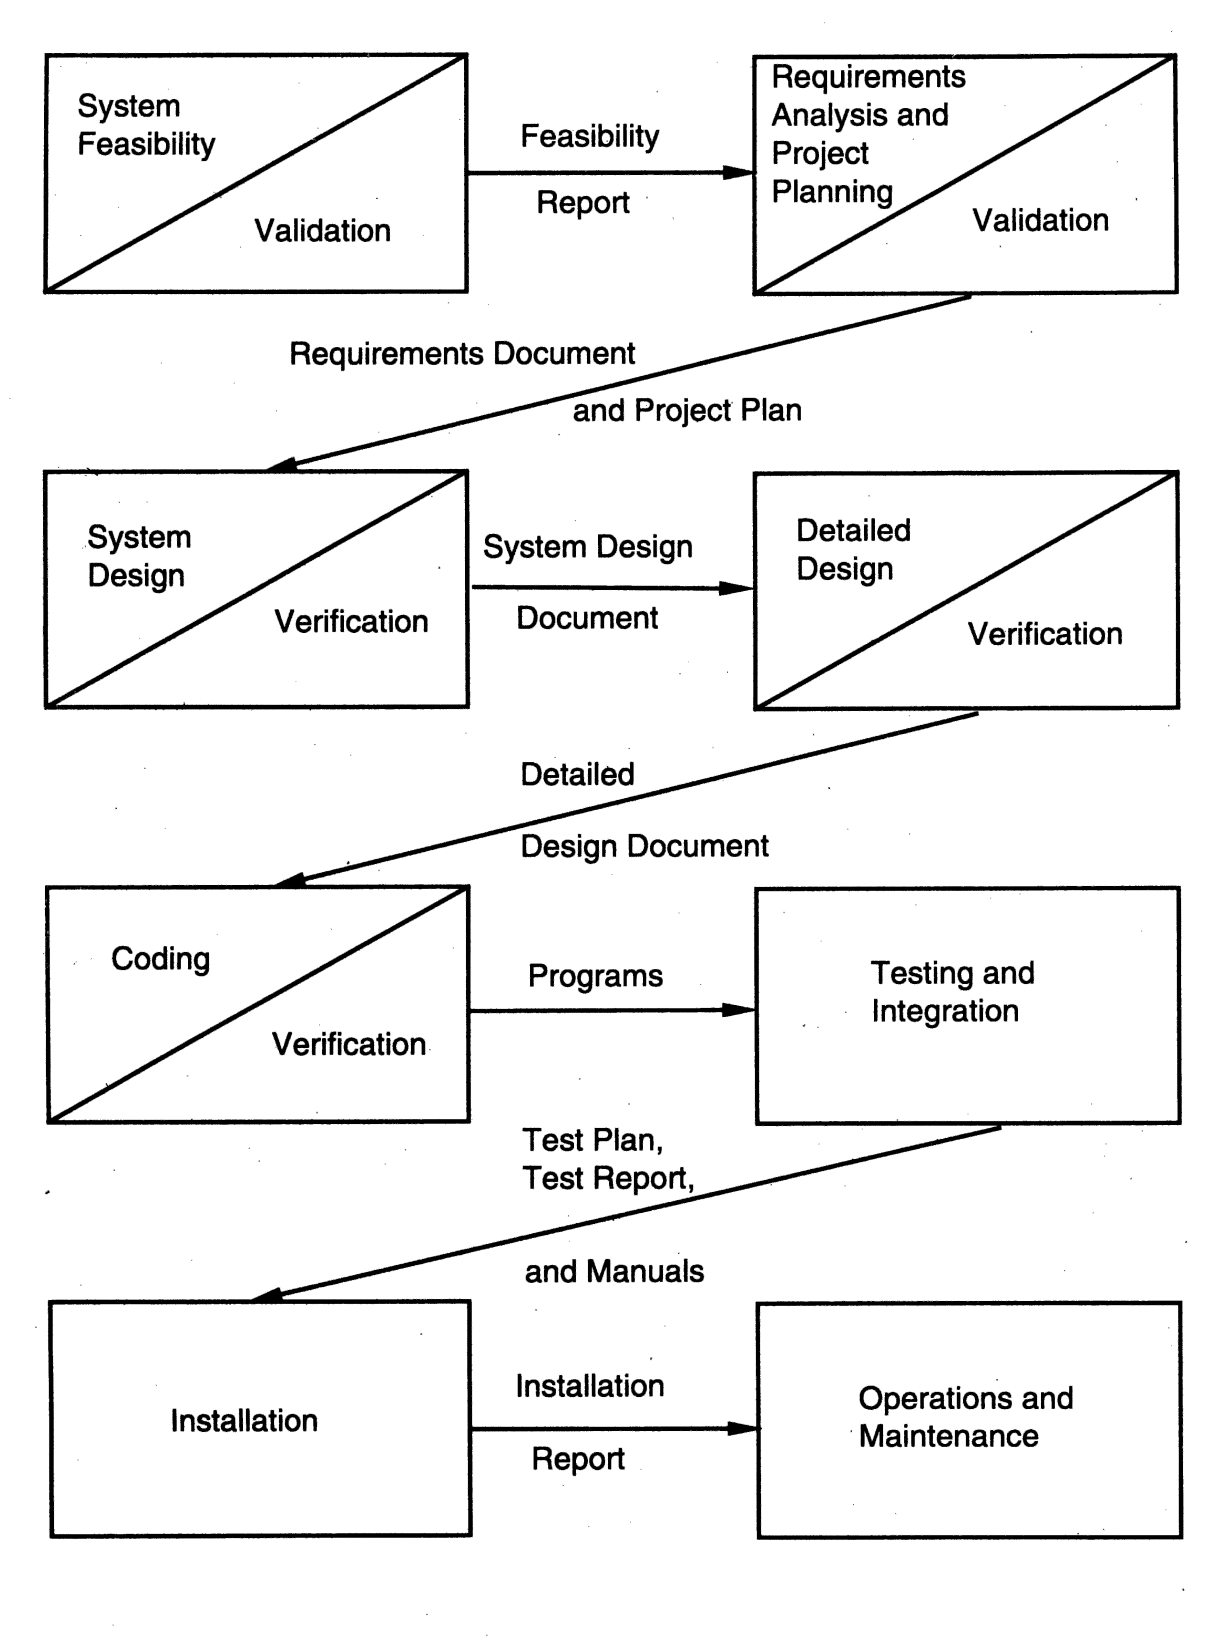 System
Feasibility
Validation
Feasibility
Report
Requirements
Analysis and
Project
Planning
Validation
Requirements Document
and Project Plan
System
Design
Verification
System Design
Document
Detailed
Design
Verification
Detailed
Design Document
Coding
Verification
Programs
Testing and
Integration
Test Plan,
Test Report,
and Manuals
Installation
Installation
Report
Operations and
Maintenance